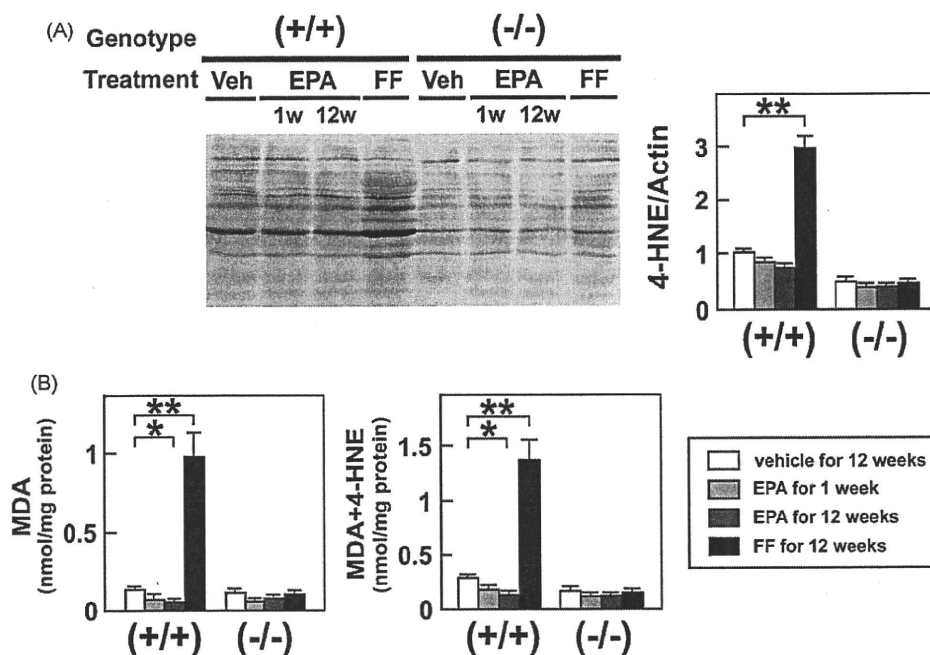 (A) Genotype (+/+) (-/-)
Treatment Veh EPA FF Veh EPA FF
1w 12w 1w 12w
4-HNE/Actin
3
2
1
0
**
(+/+) (-/-)
(B)
MDA
(nmol/mg protein)
1
0.5
0
**
*
(+/+) (-/-)
MDA+4-HNE
(nmol/mg protein)
1.5
1
0.5
0
**
*
(+/+) (-/-)
vehicle for 12 weeks
EPA for 1 week
EPA for 12 weeks
FF for 12 weeks